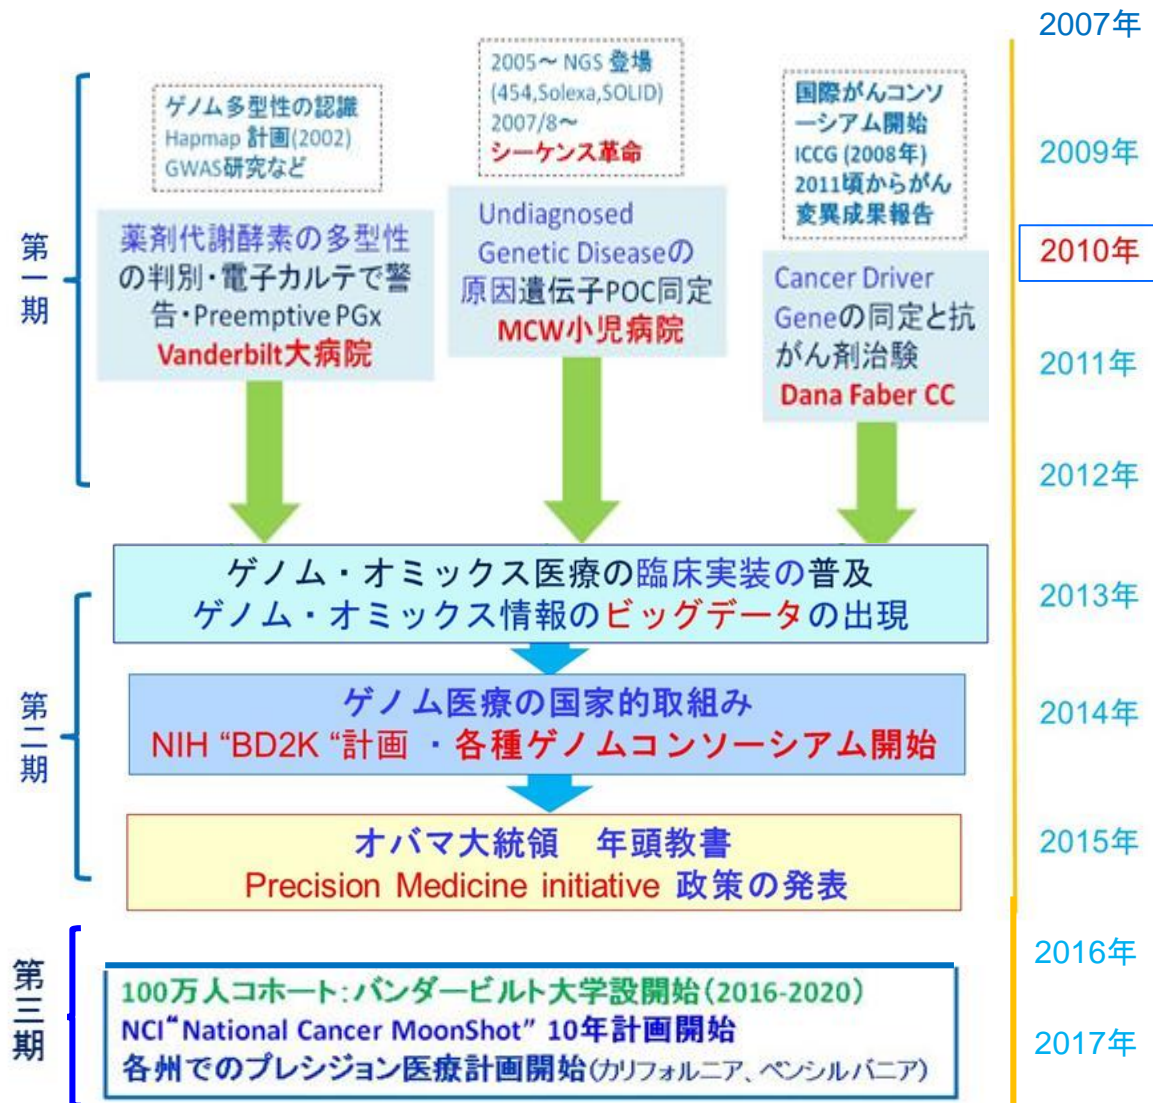 第一期
ゲノム多型性の認識
Hapmap 計画(2002)
GWAS研究など
薬剤代謝酵素の多型性
の判別・電子カルテで警
告・Preemptive PGx
Vanderbilt大病院
2005～ NGS 登場
(454,Solexa,SOLID)
2007/8～
シーケンス革命
Undiagnosed
Genetic Diseaseの
原因遺伝子POC同定
MCW小児病院
国際がんコンソ
ーシアム開始
ICCG (2008年)
2011頃からがん
変異成果報告
Cancer Driver
Geneの同定と抗
がん剤治験
Dana Faber CC
第二期
ゲノム・オミックス医療の臨床実装の普及
ゲノム・オミックス情報のビッグデータの出現
ゲノム医療の国家的取組み
NIH “BD2K “計画 ・各種ゲノムコンソーシアム開始
オバマ大統領 年頭教書
Precision Medicine initiative 政策の発表
第三期
100万人コホート：バンダービルト大学設開始(2016-2020)
NCI“National Cancer MoonShot” 10年計画開始
各州でのプレシジョン医療計画開始(カリフォルニア、ペンシルバニア)
2007年
2009年
2010年
2011年
2012年
2013年
2014年
2015年
2016年
2017年